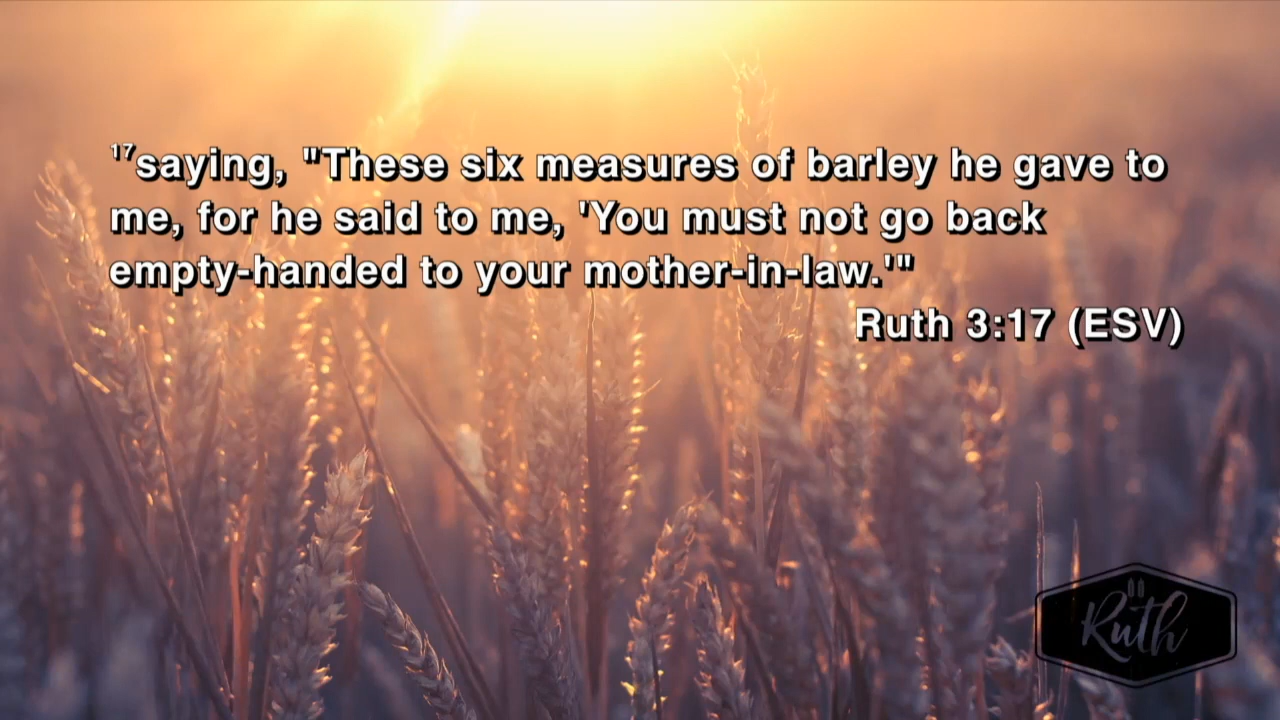 17saying, "These six measures of barley he gave to
me, for he said to me, 'You must not go back
empty-handed to your mother-in-law.'"
Ruth 3:17 (ESV)
Ruth